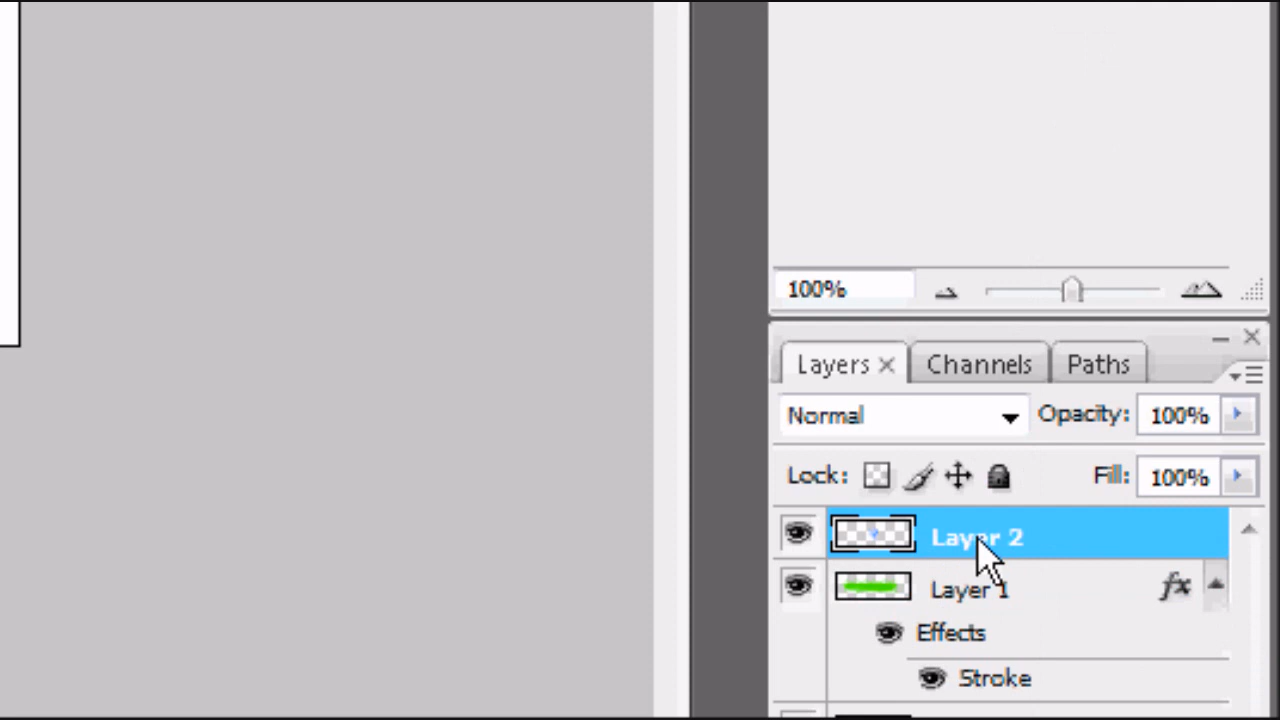 100%
Layers Channels Paths
Normal Opacity: 100%
Lock: Fill: 100%
Layer 2
Layer 1 fx
Effects
Stroke